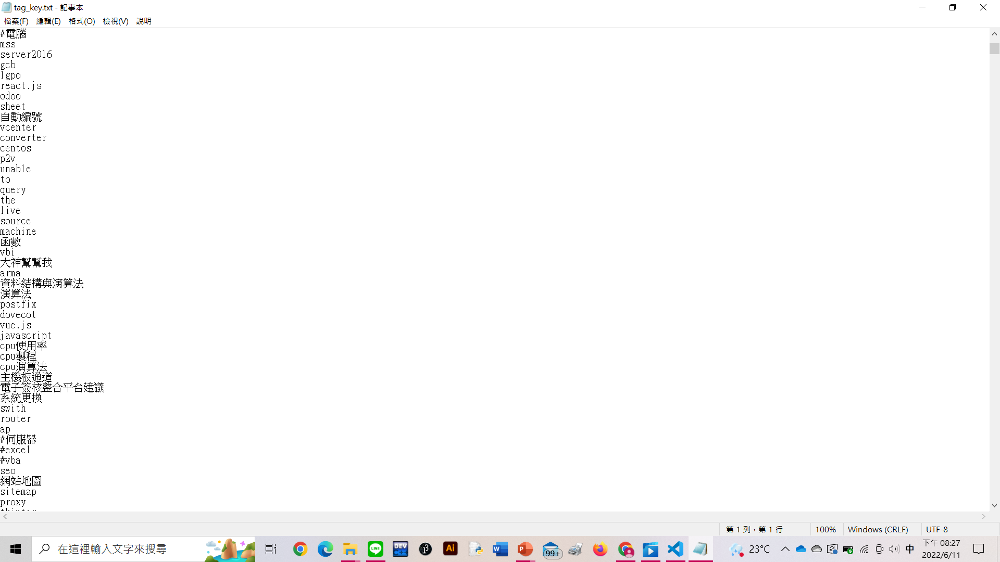 tag_key.txt - 記事本
檔案(F) 編輯(E) 格式(O) 檢視(V) 說明
#電腦
mss
server2016
gcb
lgpo
react.js
odoo
sheet
自動編號
vcenter
converter
centos
p2v
unable
to
query
the
live
source
machine
函數
vbi
大神幫幫我
arma
資料結構與演算法
演算法
postfix
dovecot
vue.js
javascript
cpu使用率
cpu製程
cpu演算法
主機板通道
電子簽核整合平台建議
系統更換
swith
router
ap
#伺服器
#excel
#vba
seo
網站地圖
sitemap
proxy
第 1 列，第 1 行 100% Windows (CRLF) UTF-8
在這裡輸入文字來搜尋 DEV C++ LINE Ai W P 99+ 23°C 中 下午 08:27
2022/6/11